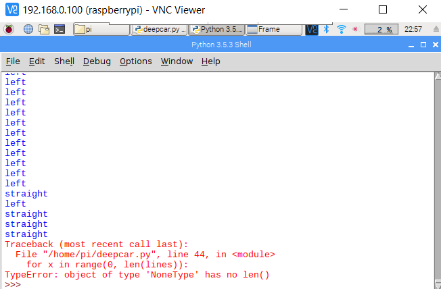 192.168.0.100 (raspberrypi) - VNC Viewer
pi
deepcar.py ...
Python 3.5....
Frame
2 %
22:57
Python 3.5.3 Shell
File Edit Shell Debug Options Window Help
left
left
left
left
left
left
left
left
left
left
left
left
straight
left
straight
straight
straight
Traceback (most recent call last):
File "/home/pi/deepcar.py", line 44, in <module>
for x in range(0, len(lines)):
TypeError: object of type 'NoneType' has no len()
>>>